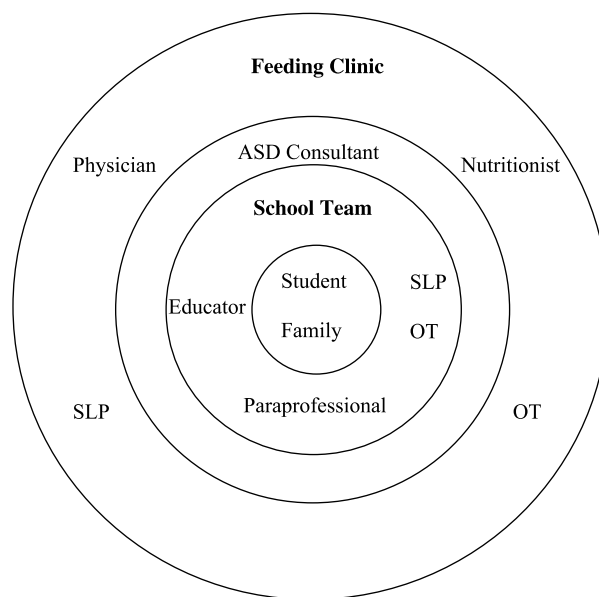 Feeding Clinic
ASD Consultant
Physician
Nutritionist
School Team
Student
SLP
Educator
Family
OT
Paraprofessional
SLP
OT